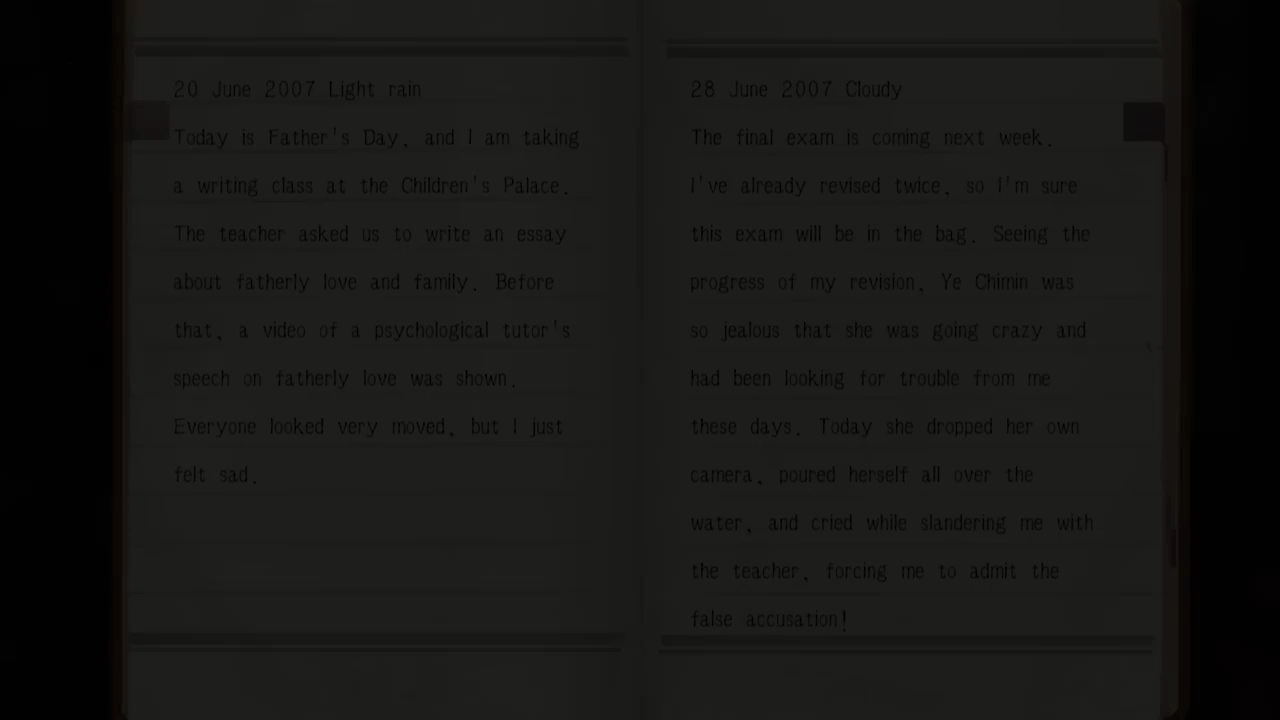 20 June 2007 Light rain
Today is Father's Day, and I am taking
a writing class at the Children's Palace.
The teacher asked us to write an essay
about fatherly love and family. Before
that, a video of a psychological tutor's
speech on fatherly love was shown.
Everyone looked very moved, but I just
felt sad.
28 June 2007 Cloudy
The final exam is coming next week.
I've already revised twice, so I'm sure
this exam will be in the bag. Seeing the
progress of my revision, Ye Chimin was
so jealous that she was going crazy and
had been looking for trouble from me
these days. Today she dropped her own
camera, poured herself all over the
water, and cried while slandering me with
the teacher, forcing me to admit the
false accusation!